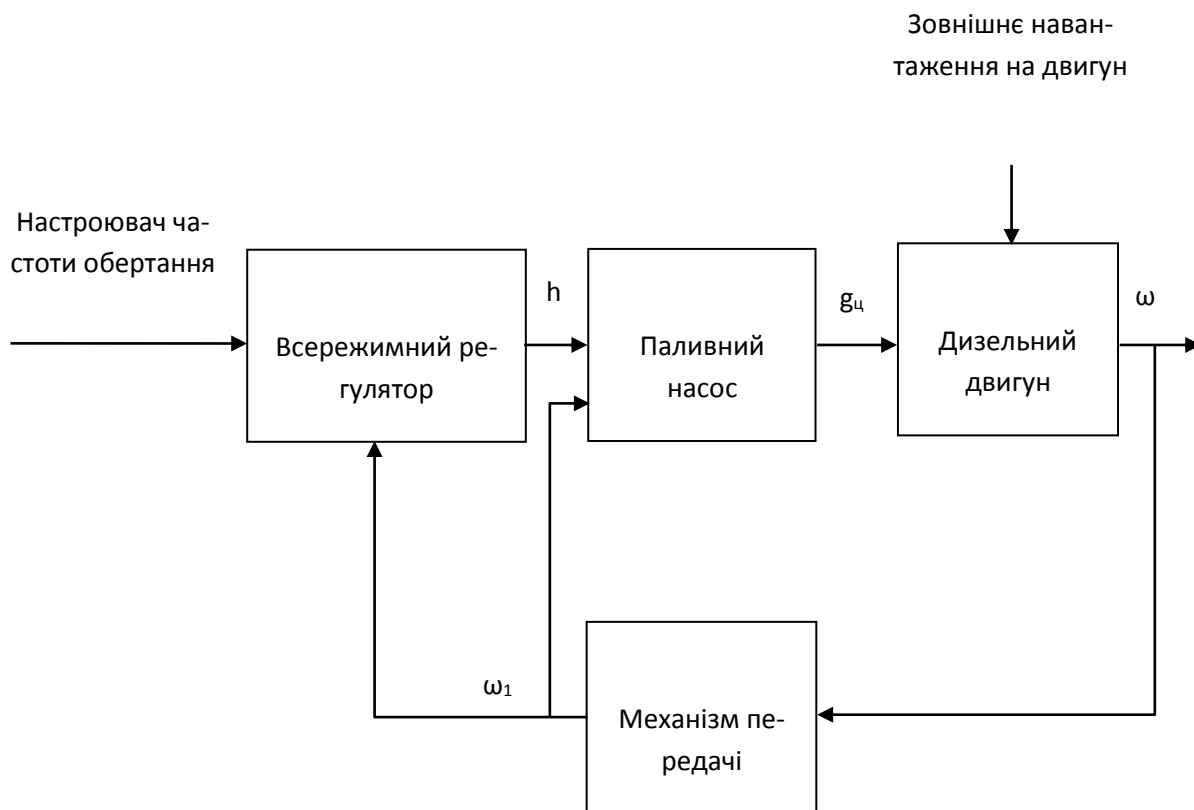 Зовнішнє наван-
таження на двигун
Настроювач ча-
стоти обертання
h
gц
ω
Всережимний ре-
гулятор
Паливний
насос
Дизельний
двигун
ω1
Механізм пе-
редачі